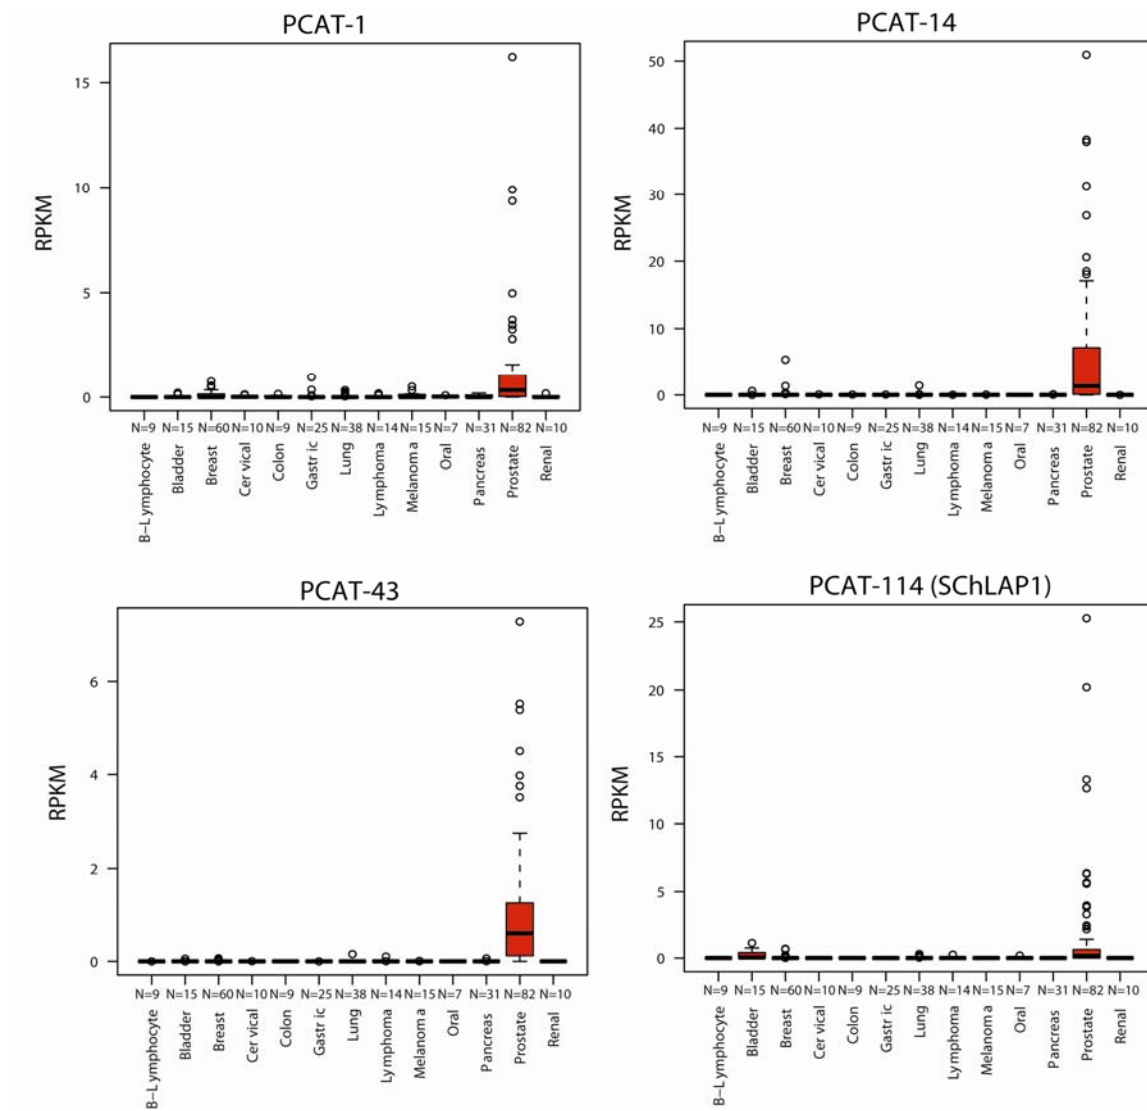 PCAT-1
RPKM
15
10
5
0
N=9 N=15 N=60 N=10 N=9 N=25 N=38 N=14 N=15 N=7 N=31 N=82 N=10
B-Lymphocyte
Bladder
Breast
Cer vical
Colon
Gastr ic
Lung
Lymphoma
Melanom a
Oral
Pancreas
Prostate
Renal
PCAT-14
RPKM
50
40
30
20
10
0
N=9 N=15 N=60 N=10 N=9 N=25 N=38 N=14 N=15 N=7 N=31 N=82 N=10
B-Lymphocyte
Bladder
Breast
Cer vical
Colon
Gastr ic
Lung
Lymphoma
Melanom a
Oral
Pancreas
Prostate
Renal
PCAT-43
RPKM
6
4
2
0
N=9 N=15 N=60 N=10 N=9 N=25 N=38 N=14 N=15 N=7 N=31 N=82 N=10
B-Lymphocyte
Bladder
Breast
Cer vical
Colon
Gastr ic
Lung
Lymphoma
Melanom a
Oral
Pancreas
Prostate
Renal
PCAT-114 (SChLAP1)
RPKM
25
20
15
10
5
0
N=9 N=15 N=60 N=10 N=9 N=25 N=38 N=14 N=15 N=7 N=31 N=82 N=10
B-Lymphocyte
Bladder
Breast
Cer vical
Colon
Gastr ic
Lung
Lymphoma
Melanom a
Oral
Pancreas
Prostate
Renal